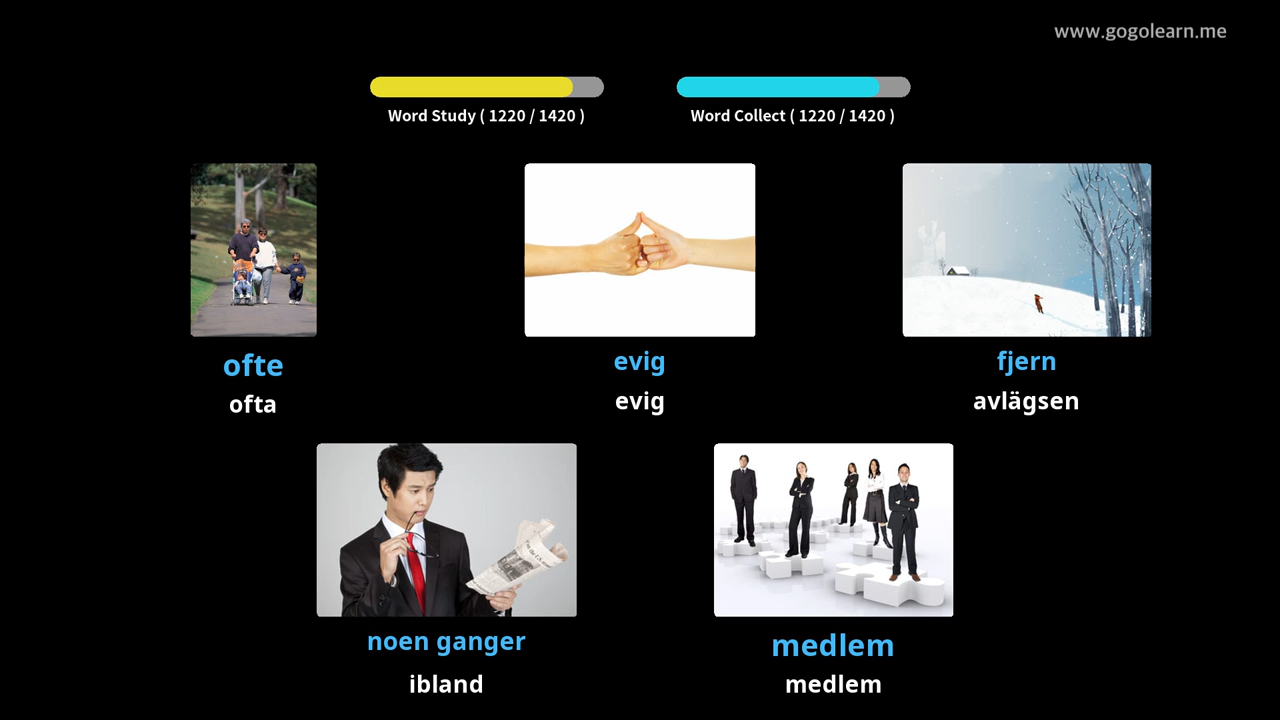 www.gogolearn.me
Word Study ( 1220 / 1420 )
Word Collect ( 1220 / 1420 )
ofte
ofta
evig
evig
fjern
avlägsen
noen ganger
ibland
medlem
medlem